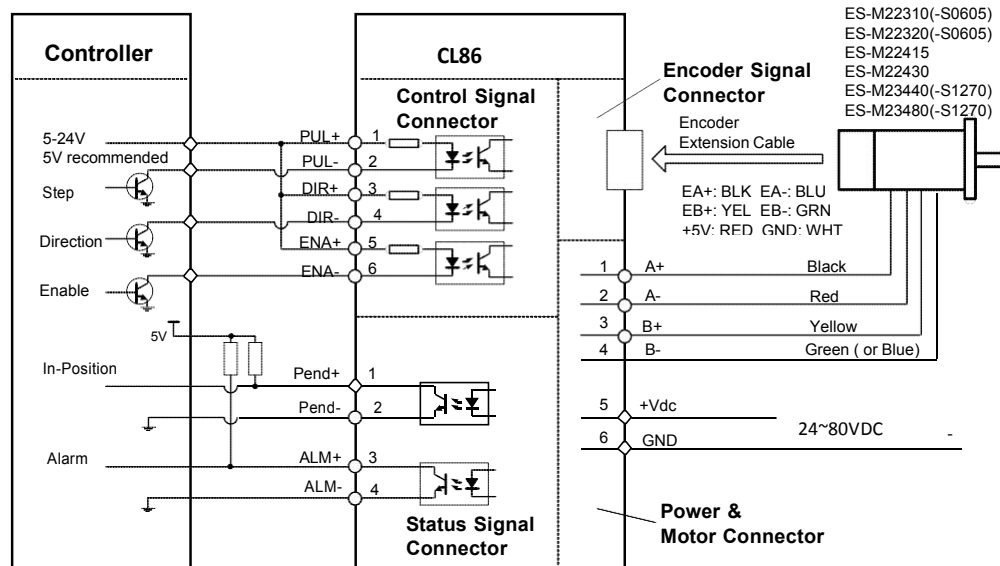 ES-M22310(-S0605)
ES-M22320(-S0605)
ES-M22415
ES-M22430
ES-M23440(-S1270)
ES-M23480(-S1270)
Controller
CL86
Control Signal
Connector
Encoder Signal
Connector
Encoder
Extension Cable
EA+: BLK EA-: BLU
EB+: YEL EB-: GRN
+5V: RED GND: WHT
5-24V
5V recommended
Step
Direction
Enable
PUL+ 1
PUL- 2
DIR+ 3
DIR- 4
ENA+ 5
ENA- 6
1 A+ Black
2 A- Red
3 B+ Yellow
4 B- Green ( or Blue)
5V
In-Position
Pend+ 1
Pend- 2
Alarm
ALM+ 3
ALM- 4
5 +Vdc
24~80VDC -
6 GND
Status Signal
Connector
Power &
Motor Connector